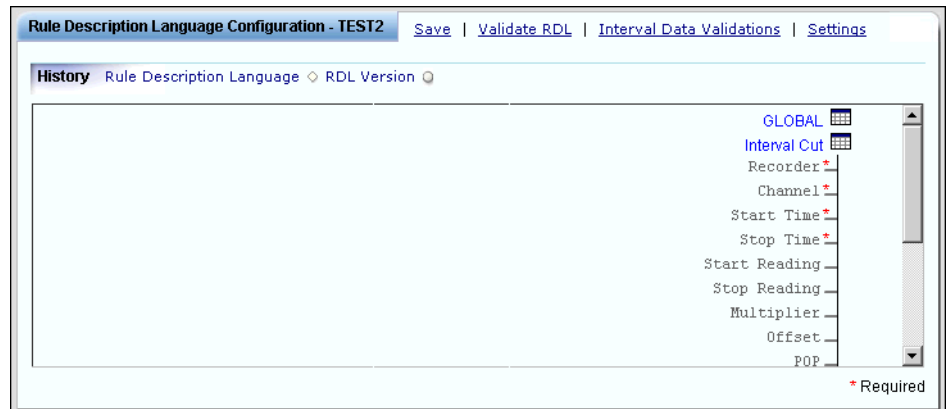 Rule Description Language Configuration - TEST2 Save | Validate RDL | Interval Data Validations | Settings
History Rule Description Language ◇ RDL Version
GLOBAL
Interval Cut
Recorder*
Channel*
Start Time*
Stop Time*
Start Reading
Stop Reading
Multiplier
Offset
POP
* Required